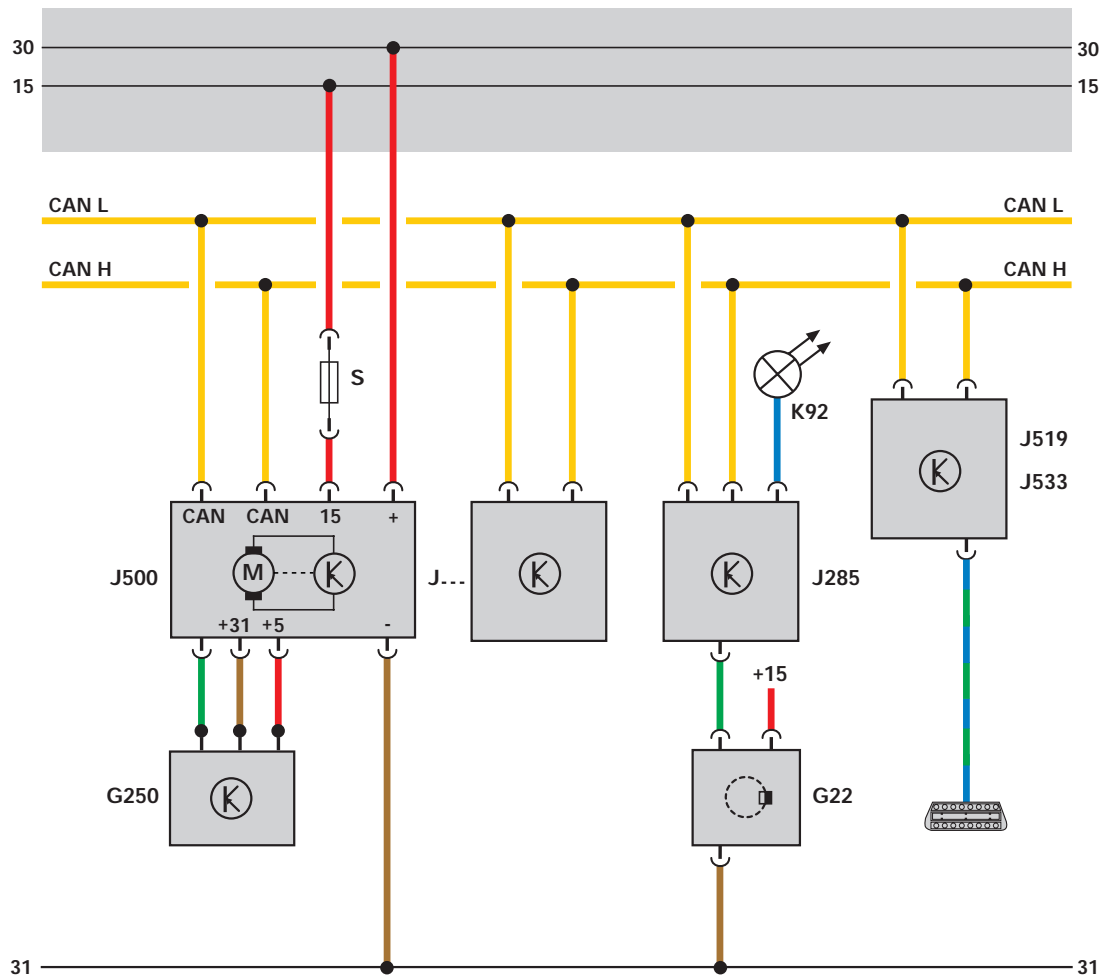 30 30
15 15
CAN L CAN L
CAN H CAN H
S
K92
J519
J533
CAN CAN 15 +
J500 J--- J285
+31 +5 -
+15
G250 G22
31 31
M